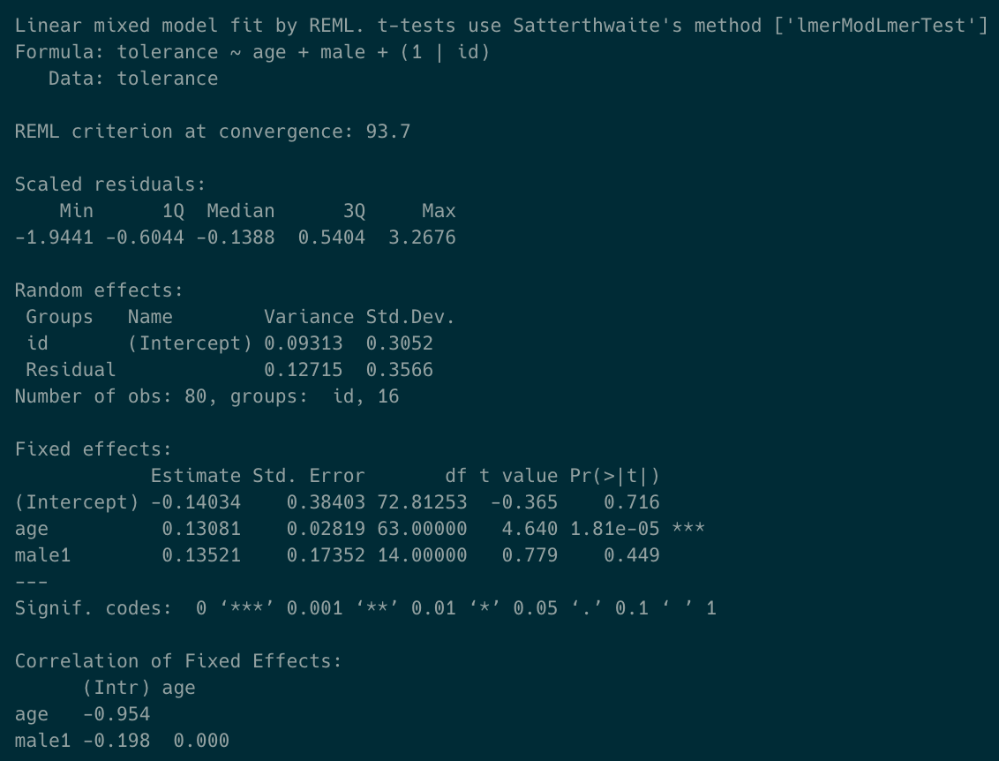 Linear mixed model fit by REML. t-tests use Satterthwaite's method ['lmerModLmerTest']
Formula: tolerance ~ age + male + (1 | id)
   Data: tolerance

REML criterion at convergence: 93.7

Scaled residuals:
    Min      1Q  Median      3Q     Max
-1.9441 -0.6044 -0.1388  0.5404  3.2676

Random effects:
 Groups   Name        Variance Std.Dev.
 id       (Intercept) 0.09313  0.3052
 Residual             0.12715  0.3566
Number of obs: 80, groups:  id, 16

Fixed effects:
            Estimate Std. Error       df t value Pr(>|t|)
(Intercept) -0.14034    0.38403 72.81253  -0.365    0.716
age          0.13081    0.02819 63.00000   4.640 1.81e-05 ***
male1        0.13521    0.17352 14.00000   0.779    0.449
---
Signif. codes:  0 ‘***’ 0.001 ‘**’ 0.01 ‘*’ 0.05 ‘.’ 0.1 ‘ ’ 1

Correlation of Fixed Effects:
      (Intr) age
age   -0.954
male1 -0.198  0.000